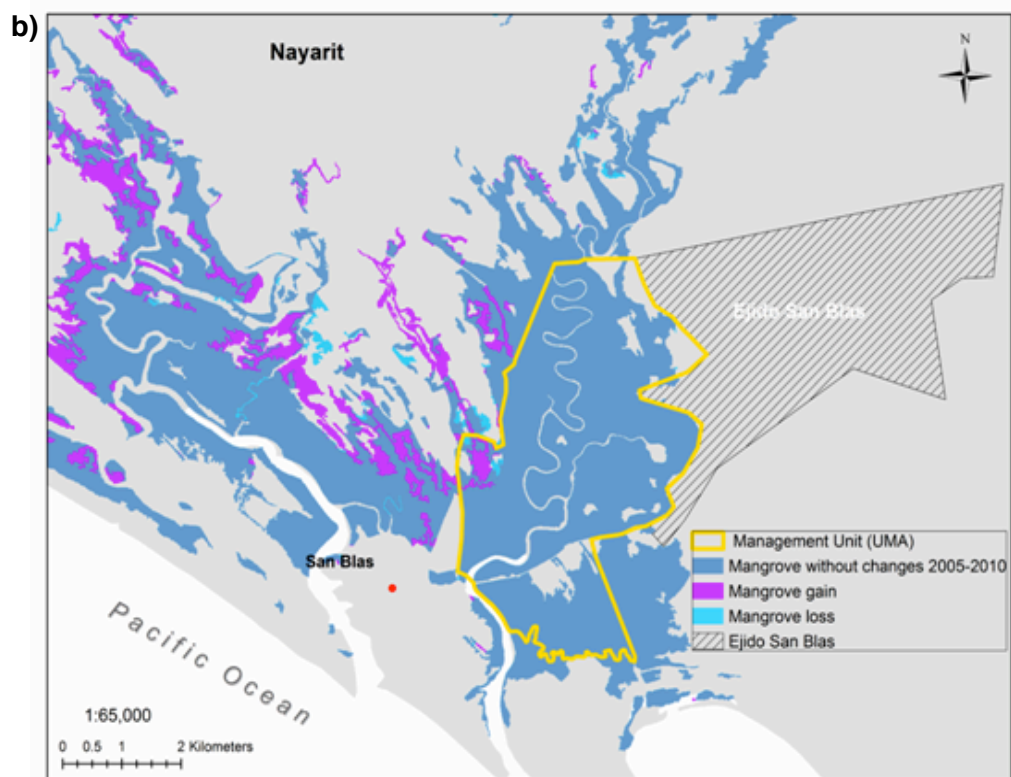 b)
Nayarit
N
Ejido San Blas
Management Unit (UMA)
Mangrove without changes 2005-2010
Mangrove gain
Mangrove loss
Ejido San Blas
San Blas
Pacific Ocean
1:65,000
0 0.5 1 2 Kilometers